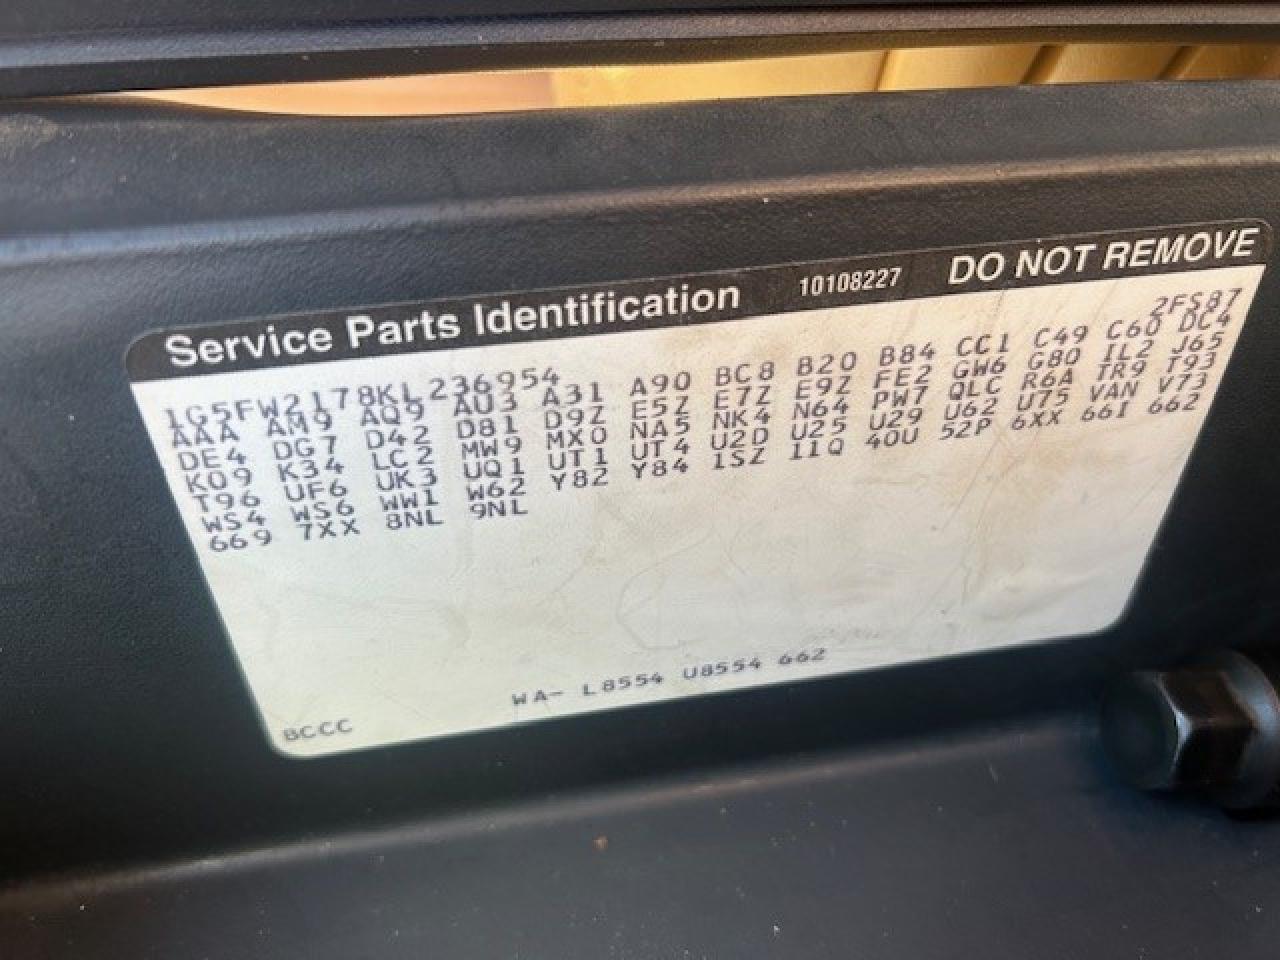 Service Parts Identification 10108227 DO NOT REMOVE
1G5FW2178KL236954 2FS87
AAA AM9 AQ9 AU3 A31 A90 BC8 B20 B84 CC1 C49 C60 DC4
DE4 DG7 D42 D81 D9Z E5Z E7Z E9Z FE2 GW6 G80 IL2 J65
K09 K34 LC2 MW9 MX0 NA5 NK4 N64 PW7 QLC R6A TR9 T93
T96 UF6 UK3 UQ1 UT1 UT4 U2D U25 U29 U62 U75 VAN V73
WS4 WS6 WW1 W62 Y82 Y84 1SZ 11Q 40U 52P 6XX 66I 662
669 7XX 8NL 9NL
WA- L8554 U8554 662
BCCC